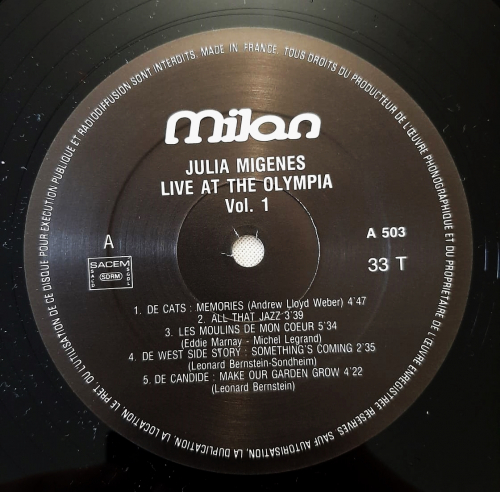 milan
JULIA MIGENES
LIVE AT THE OLYMPIA
Vol. 1
A
A 503
SACEM
SDRM
33 T
1. DE CATS : MEMORIES (Andrew Lloyd Weber) 4'47
2. ALL THAT JAZZ 3'39
3. LES MOULINS DE MON COEUR 5'34
(Eddie Marnay - Michel Legrand)
4. DE WEST SIDE STORY : SOMETHING'S COMING 2'35
(Leonard Bernstein-Sondheim)
5. DE CANDIDE : MAKE OUR GARDEN GROW 4'22
(Leonard Bernstein)
MADE IN FRANCE. TOUS DROITS DU PRODUCTEUR DE L'ŒUVRE PHONOGRAPHIQUE ET DU PROPRIETAIRE DE L'ŒUVRE ENREGISTREE RESERVES SAUF AUTORISATION, LA DUPLICATION, LA LOCATION, LE PRET OU L'UTILISATION DE CE DISQUE POUR EXECUTION PUBLIQUE ET RADIODIFFUSION SONT INTERDITS.